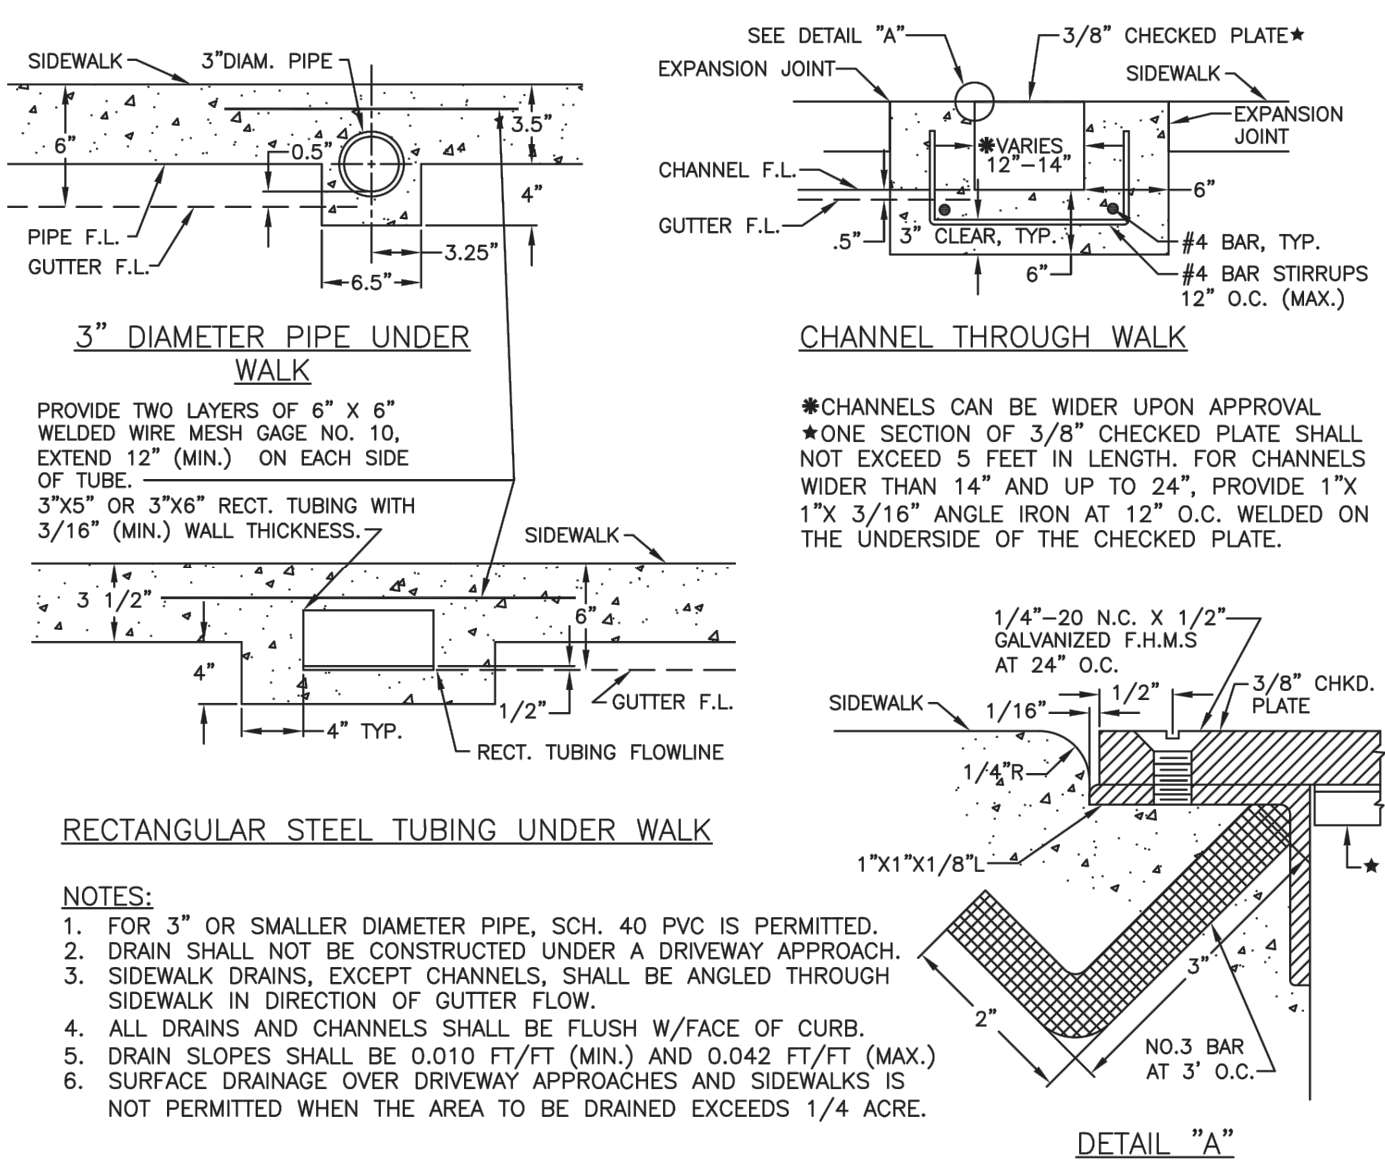 SIDEWALK
3"DIAM. PIPE
6"
0.5"
3.5"
4"
PIPE F.L.
GUTTER F.L.
3.25"
6.5"
3" DIAMETER PIPE UNDER
WALK
PROVIDE TWO LAYERS OF 6" X 6"
WELDED WIRE MESH GAGE NO. 10,
EXTEND 12" (MIN.) ON EACH SIDE
OF TUBE.
3"X5" OR 3"X6" RECT. TUBING WITH
3/16" (MIN.) WALL THICKNESS.
SIDEWALK
3 1/2"
6"
4"
1/2"
GUTTER F.L.
4" TYP.
RECT. TUBING FLOWLINE
RECTANGULAR STEEL TUBING UNDER WALK
SEE DETAIL "A"
3/8" CHECKED PLATE★
EXPANSION JOINT
SIDEWALK
EXPANSION
JOINT
✱VARIES
12"-14"
CHANNEL F.L.
6"
GUTTER F.L.
.5"
3" CLEAR, TYP.
#4 BAR, TYP.
6"
#4 BAR STIRRUPS
12" O.C. (MAX.)
CHANNEL THROUGH WALK
✱CHANNELS CAN BE WIDER UPON APPROVAL
★ONE SECTION OF 3/8" CHECKED PLATE SHALL
NOT EXCEED 5 FEET IN LENGTH. FOR CHANNELS
WIDER THAN 14" AND UP TO 24", PROVIDE 1"X
1"X 3/16" ANGLE IRON AT 12" O.C. WELDED ON
THE UNDERSIDE OF THE CHECKED PLATE.
1/4"-20 N.C. X 1/2"
GALVANIZED F.H.M.S
AT 24" O.C.
1/2"
3/8" CHKD.
PLATE
SIDEWALK
1/16"
1/4"R
1"X1"X1/8"L
★
3"
2"
NO.3 BAR
AT 3' O.C.
DETAIL "A"
NOTES:
1. FOR 3" OR SMALLER DIAMETER PIPE, SCH. 40 PVC IS PERMITTED.
2. DRAIN SHALL NOT BE CONSTRUCTED UNDER A DRIVEWAY APPROACH.
3. SIDEWALK DRAINS, EXCEPT CHANNELS, SHALL BE ANGLED THROUGH
SIDEWALK IN DIRECTION OF GUTTER FLOW.
4. ALL DRAINS AND CHANNELS SHALL BE FLUSH W/FACE OF CURB.
5. DRAIN SLOPES SHALL BE 0.010 FT/FT (MIN.) AND 0.042 FT/FT (MAX.)
6. SURFACE DRAINAGE OVER DRIVEWAY APPROACHES AND SIDEWALKS IS
NOT PERMITTED WHEN THE AREA TO BE DRAINED EXCEEDS 1/4 ACRE.